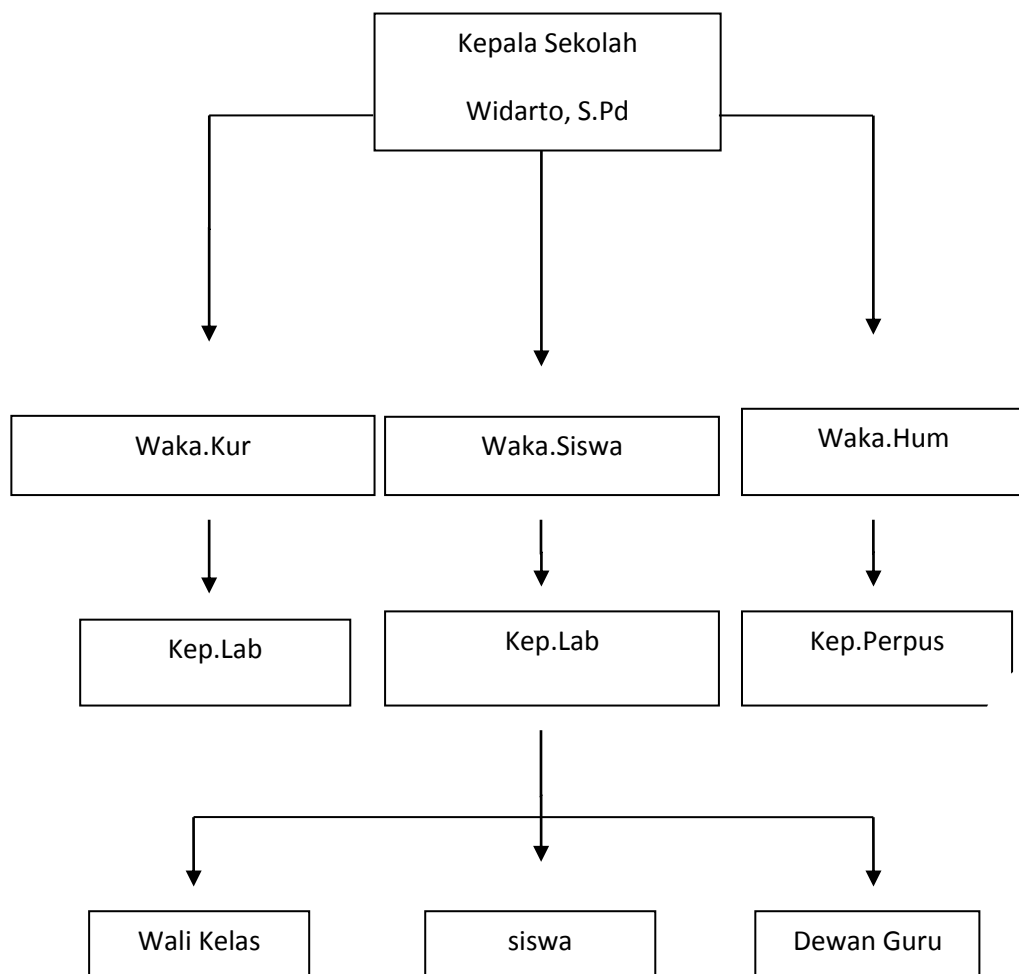 Kepala Sekolah
Widarto, S.Pd
Waka.Kur
Waka.Siswa
Waka.Hum
Kep.Lab
Kep.Lab
Kep.Perpus
Wali Kelas
siswa
Dewan Guru